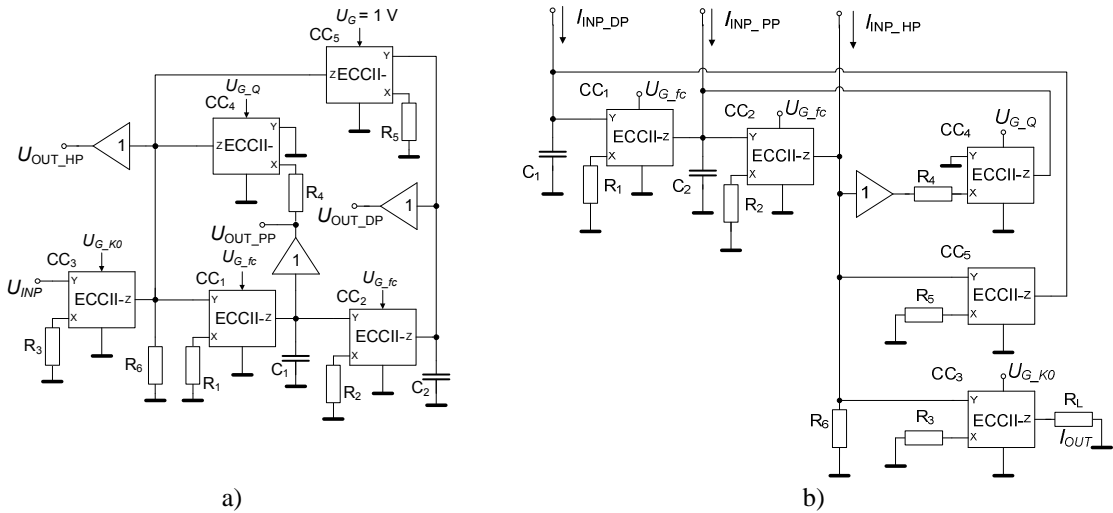 U_G = 1 V
CC5
Y
Z
ECCII-
X
R5
U_G_Q
CC4
Y
Z
ECCII-
X
R4
1
U_OUT_HP
U_OUT_DP
1
U_OUT_PP
1
U_G_K0
CC3
U_INP
Y
ECCII-
Z
X
R3
R6
U_G_fc
CC1
Y
ECCII-
Z
X
R1
C1
U_G_fc
CC2
Y
ECCII-
Z
X
R2
C2
a)
I_INP_DP
I_INP_PP
I_INP_HP
CC1
U_G_fc
Y
ECCII-
Z
X
C1
R1
CC2
U_G_fc
Y
ECCII-
Z
X
C2
R2
CC4
U_G_Q
Y
ECCII-
Z
X
1
R4
CC5
Y
ECCII-
Z
X
R5
CC3
U_G_K0
Y
ECCII-
Z
X
R6
R3
RL
I_OUT
b)